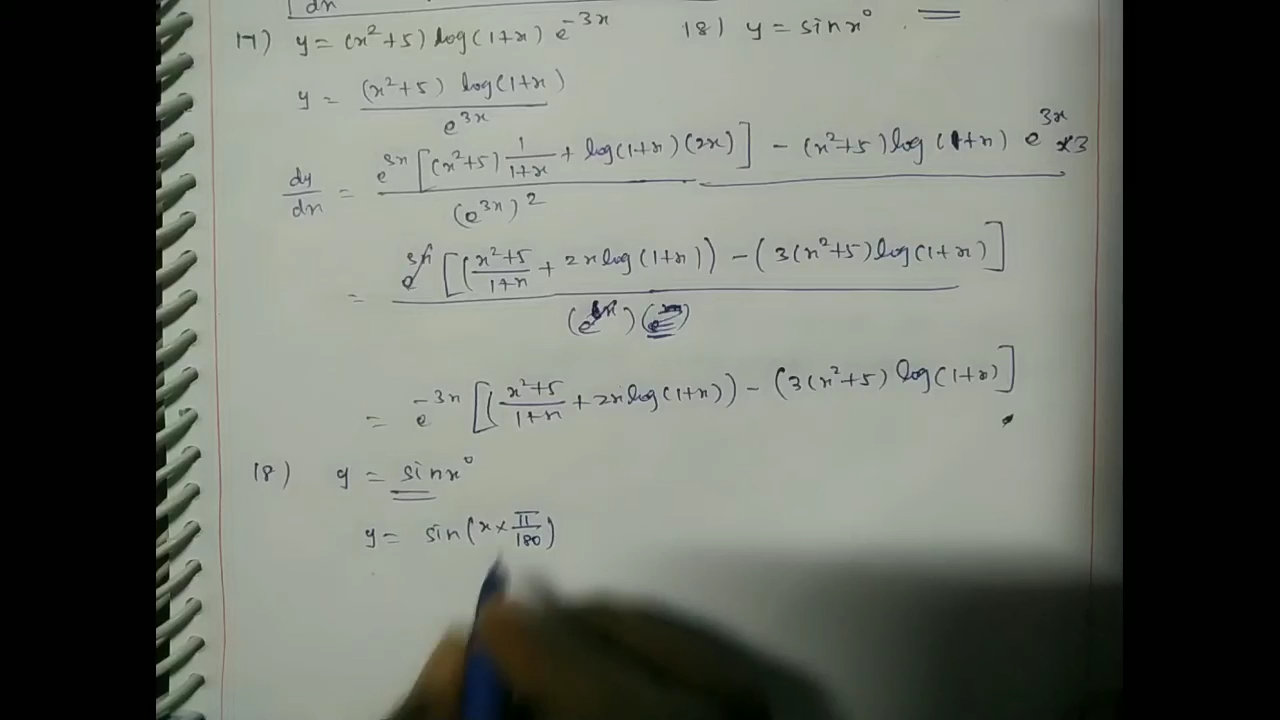 dx
17) y = (x²+5) log(1+x) e^-3x 18) y = sin x°
y = (x²+5) log(1+x) / e^3x
dy/dx = e^3x [(x²+5) 1/(1+x) + log(1+x)(2x)] - (x²+5) log(1+x) e^3x ×3 / (e^3x)²
= e^3x [((x²+5)/(1+x) + 2x log(1+x)) - (3(x²+5) log(1+x)] / (e^3x)
= e^-3x [((x²+5)/(1+x) + 2x log(1+x)) - (3(x²+5) log(1+x)]
18) y = sin x°
y = sin(x × π/180)